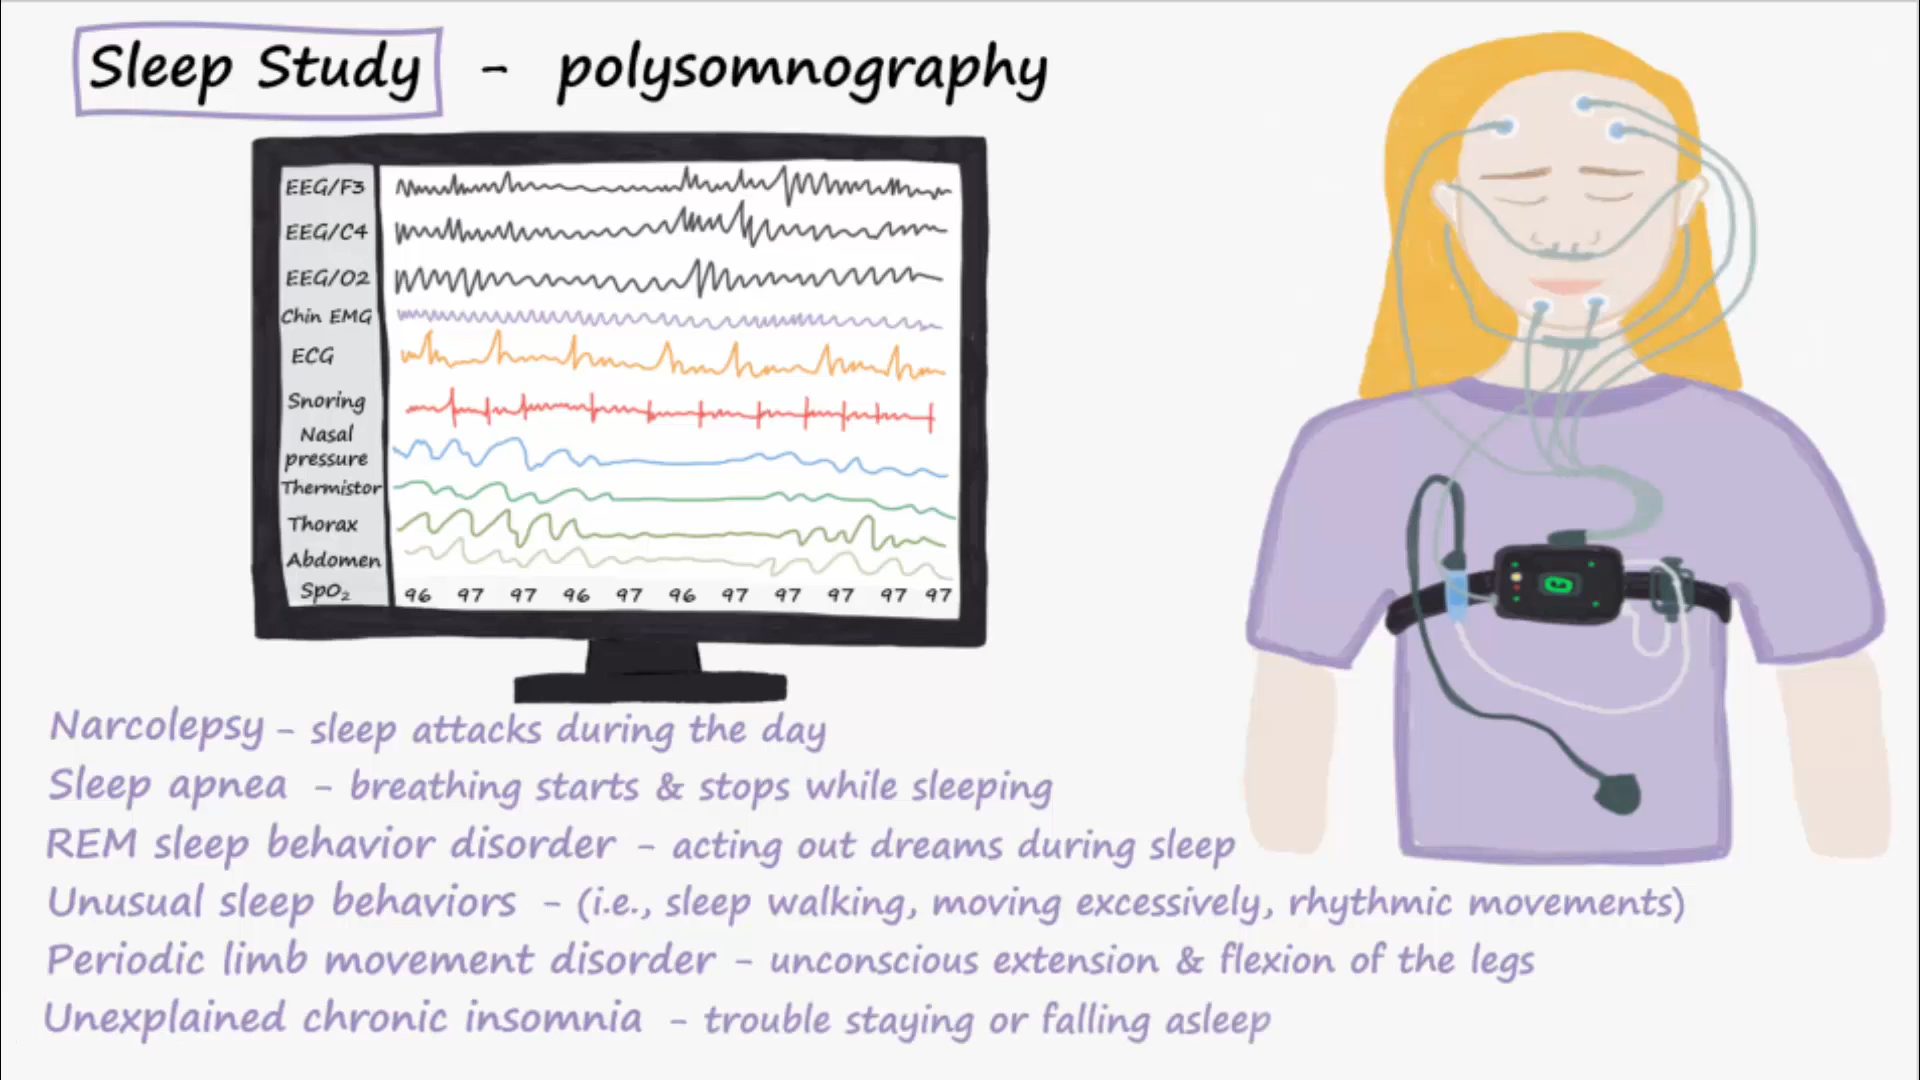 Sleep Study - polysomnography
EEG/F3
EEG/C4
EEG/O2
Chin EMG
ECG
Snoring
Nasal
pressure
Thermistor
Thorax
Abdomen
SpO₂ 96 97 97 96 97 96 97 97 97 97 97
Narcolepsy - sleep attacks during the day
Sleep apnea - breathing starts & stops while sleeping
REM sleep behavior disorder - acting out dreams during sleep
Unusual sleep behaviors - (i.e., sleep walking, moving excessively, rhythmic movements)
Periodic limb movement disorder - unconscious extension & flexion of the legs
Unexplained chronic insomnia - trouble staying or falling asleep